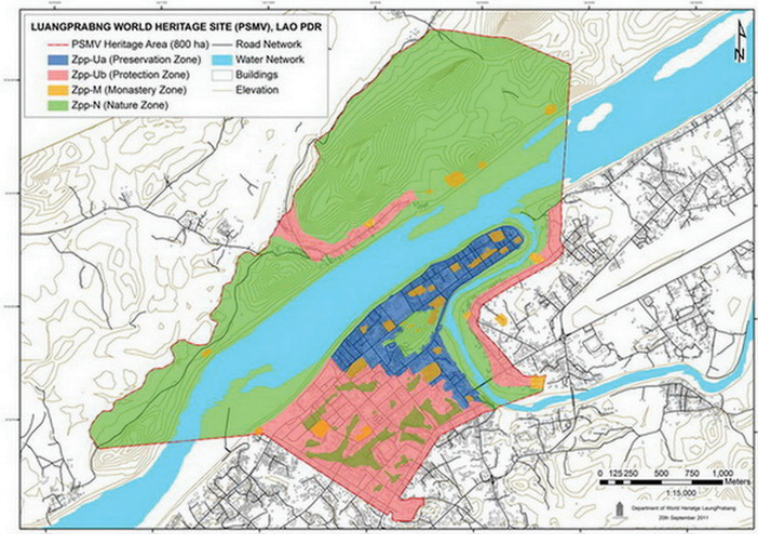 LUANGPRABNG WORLD HERITAGE SITE (PSMV), LAO PDR
PSMV Heritage Area (800 ha)
Zpp-Ua (Preservation Zone)
Zpp-Ub (Protection Zone)
Zpp-M (Monastery Zone)
Zpp-N (Nature Zone)
Road Network
Water Network
Buildings
Elevation
N
0 125 250 500 750 1,000
Meters
1:15,000
Department of World Heritage LuangPrabang
20th September 2011